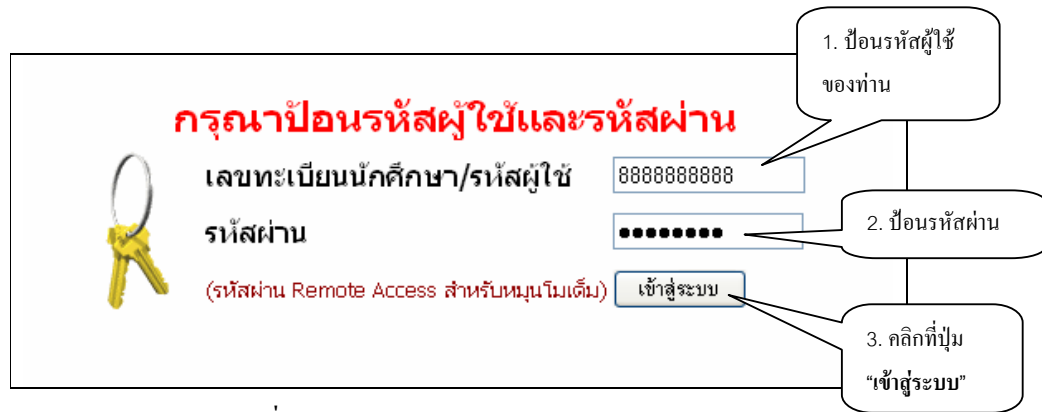 1. ป้อนรหัสผู้ใช้
ของท่าน
กรุณาป้อนรหัสผู้ใช้และรหัสผ่าน
เลขทะเบียนนักศึกษา/รหัสผู้ใช้ 8888888888
รหัสผ่าน ●●●●●●●●
2. ป้อนรหัสผ่าน
(รหัสผ่าน Remote Access สำหรับหมุนโมเด็ม) เข้าสู่ระบบ
3. คลิกที่ปุ่ม
“เข้าสู่ระบบ”